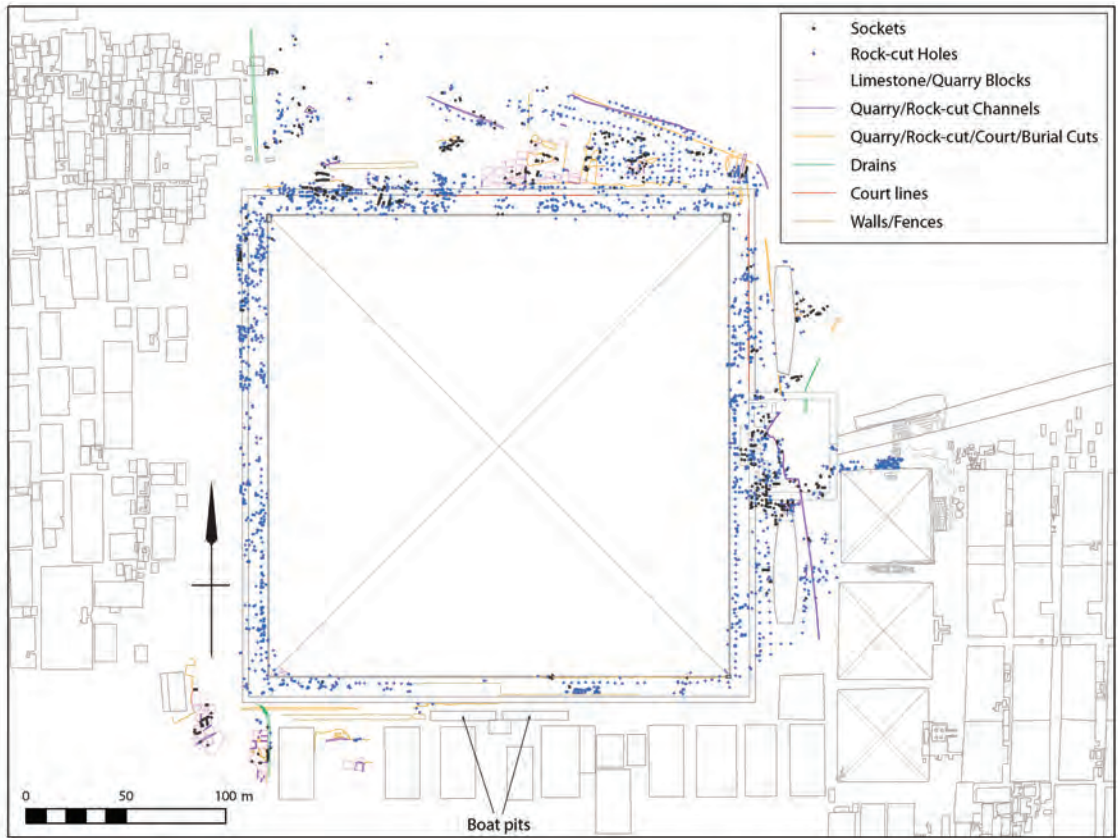 Sockets
Rock-cut Holes
Limestone/Quarry Blocks
Quarry/Rock-cut Channels
Quarry/Rock-cut/Court/Burial Cuts
Drains
Court lines
Walls/Fences
0 50 100 m
Boat pits